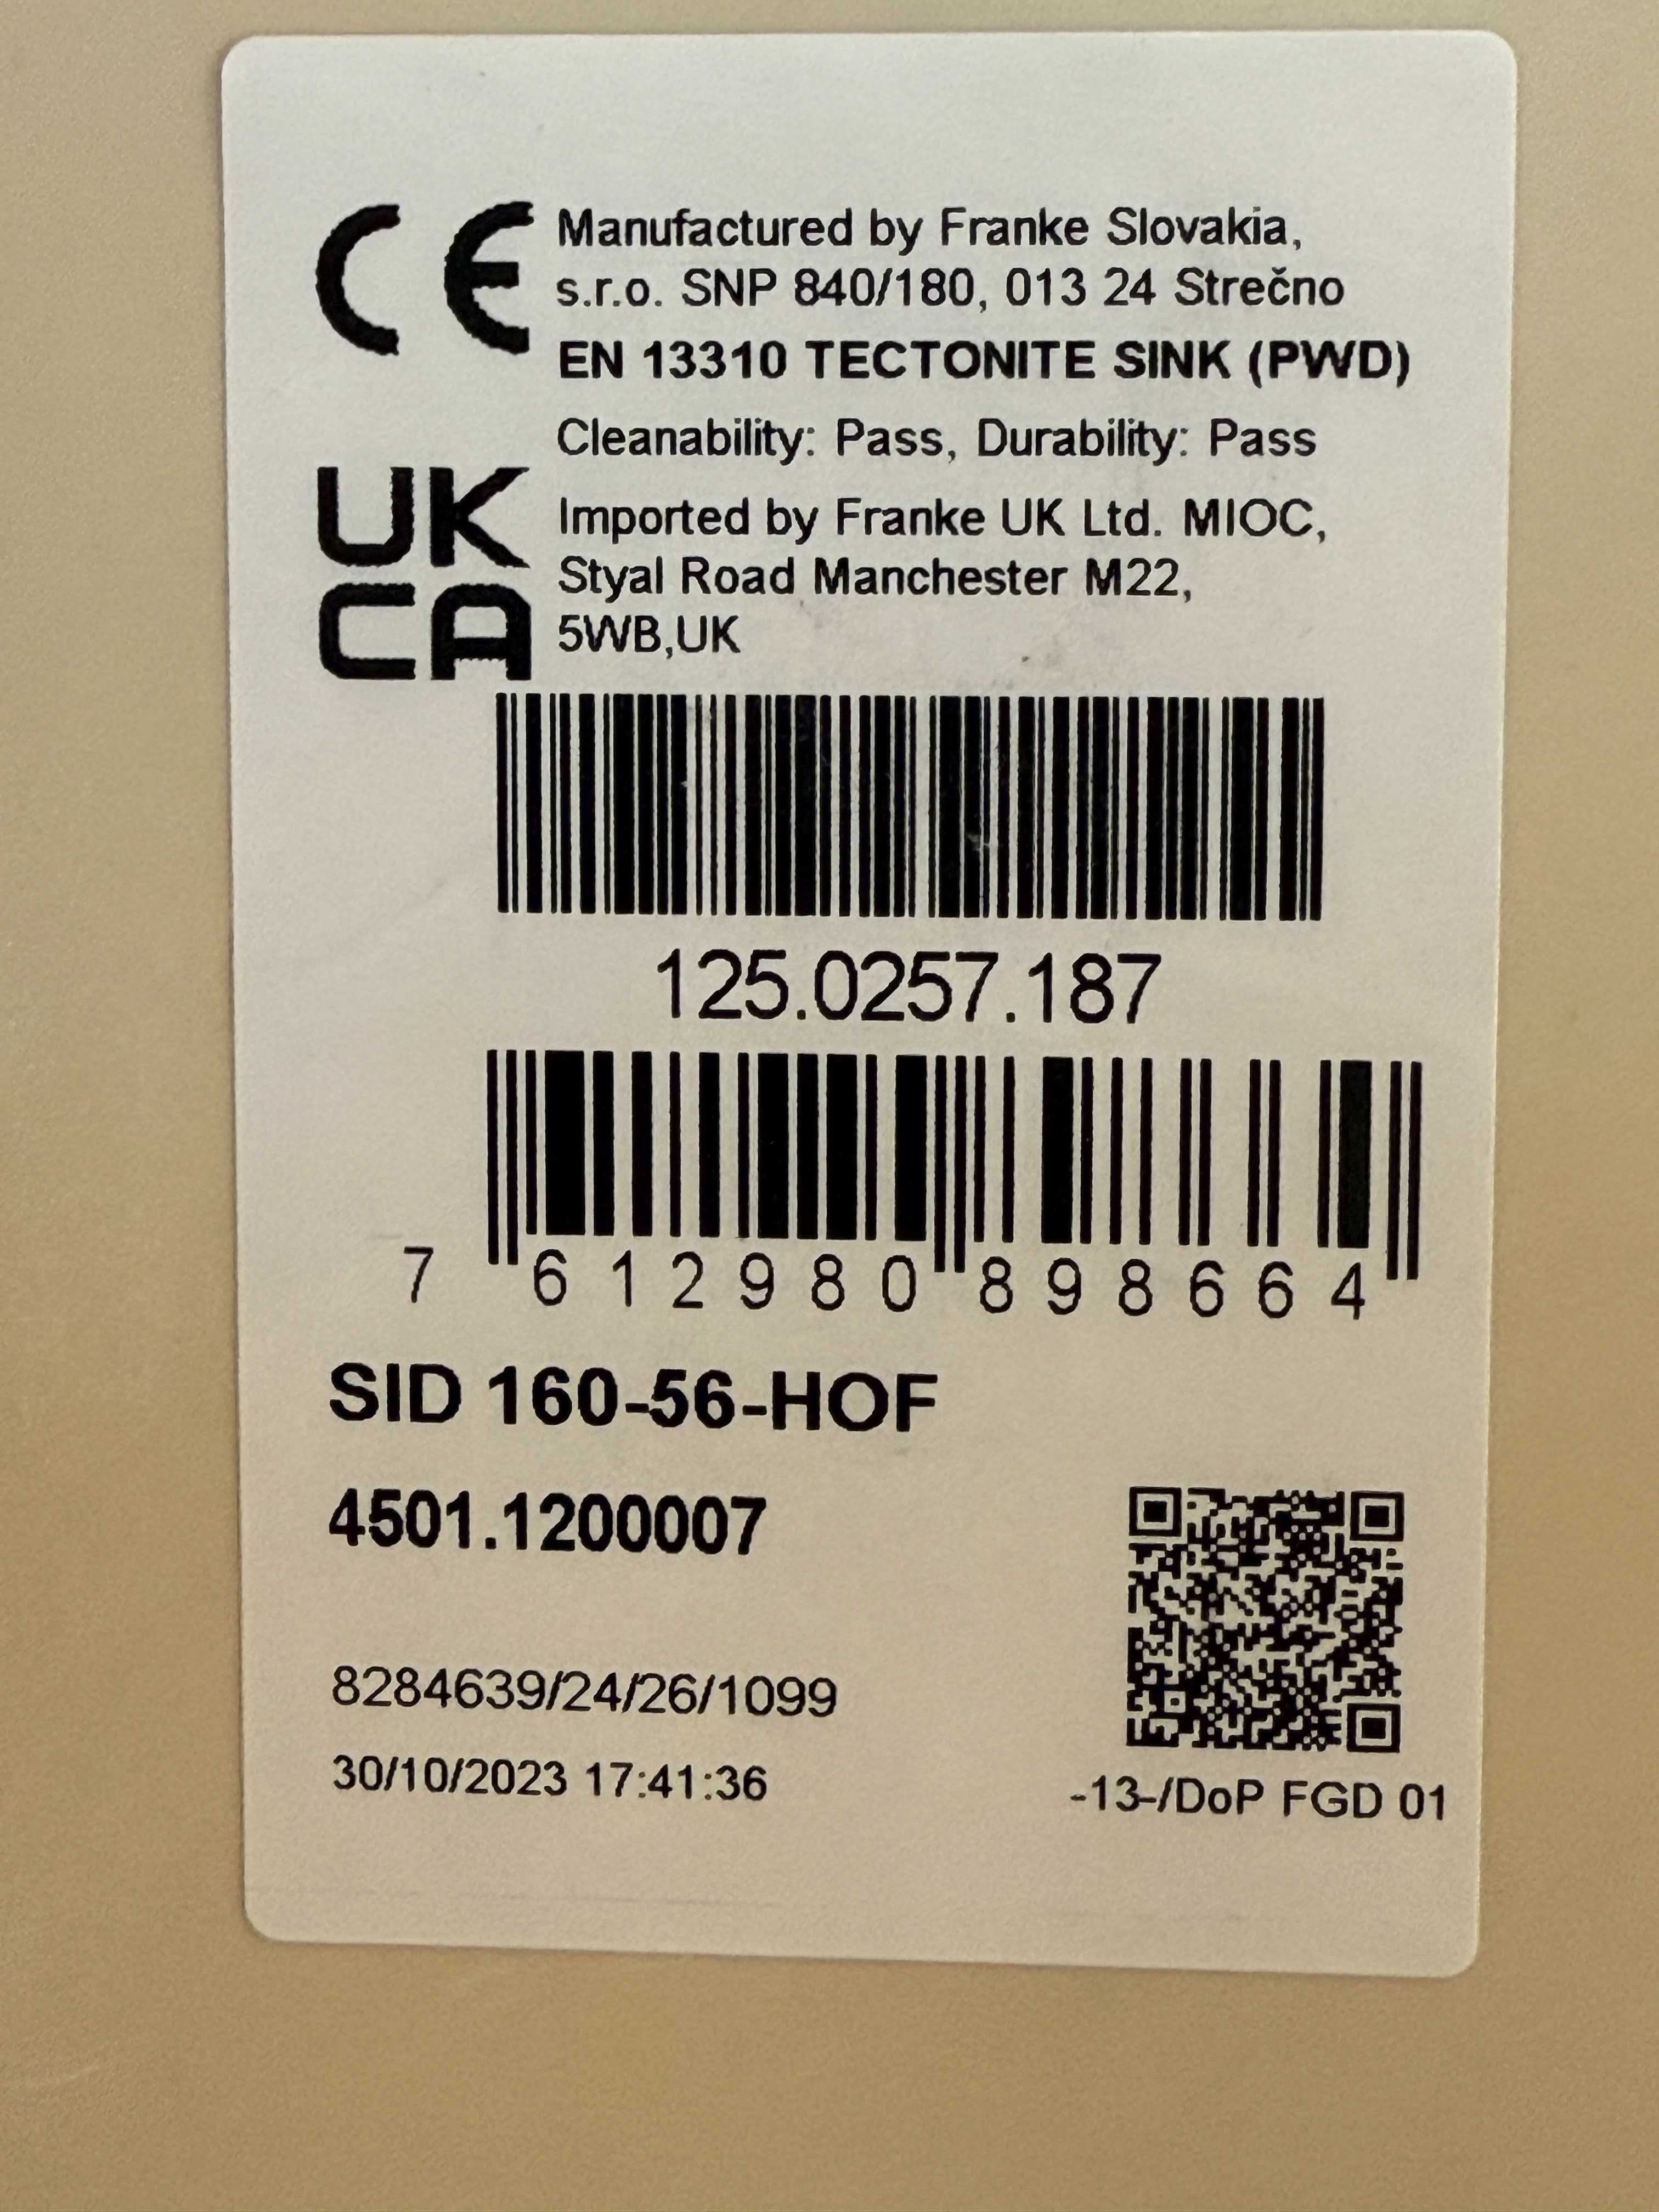 CE
Manufactured by Franke Slovakia,
s.r.o. SNP 840/180, 013 24 Strečno
EN 13310 TECTONITE SINK (PWD)
Cleanability: Pass, Durability: Pass
UK
CA
Imported by Franke UK Ltd. MIOC,
Styal Road Manchester M22,
5WB,UK
125.0257.187
7 612980 898664
SID 160-56-HOF
4501.1200007
8284639/24/26/1099
30/10/2023 17:41:36
-13-/DoP FGD 01